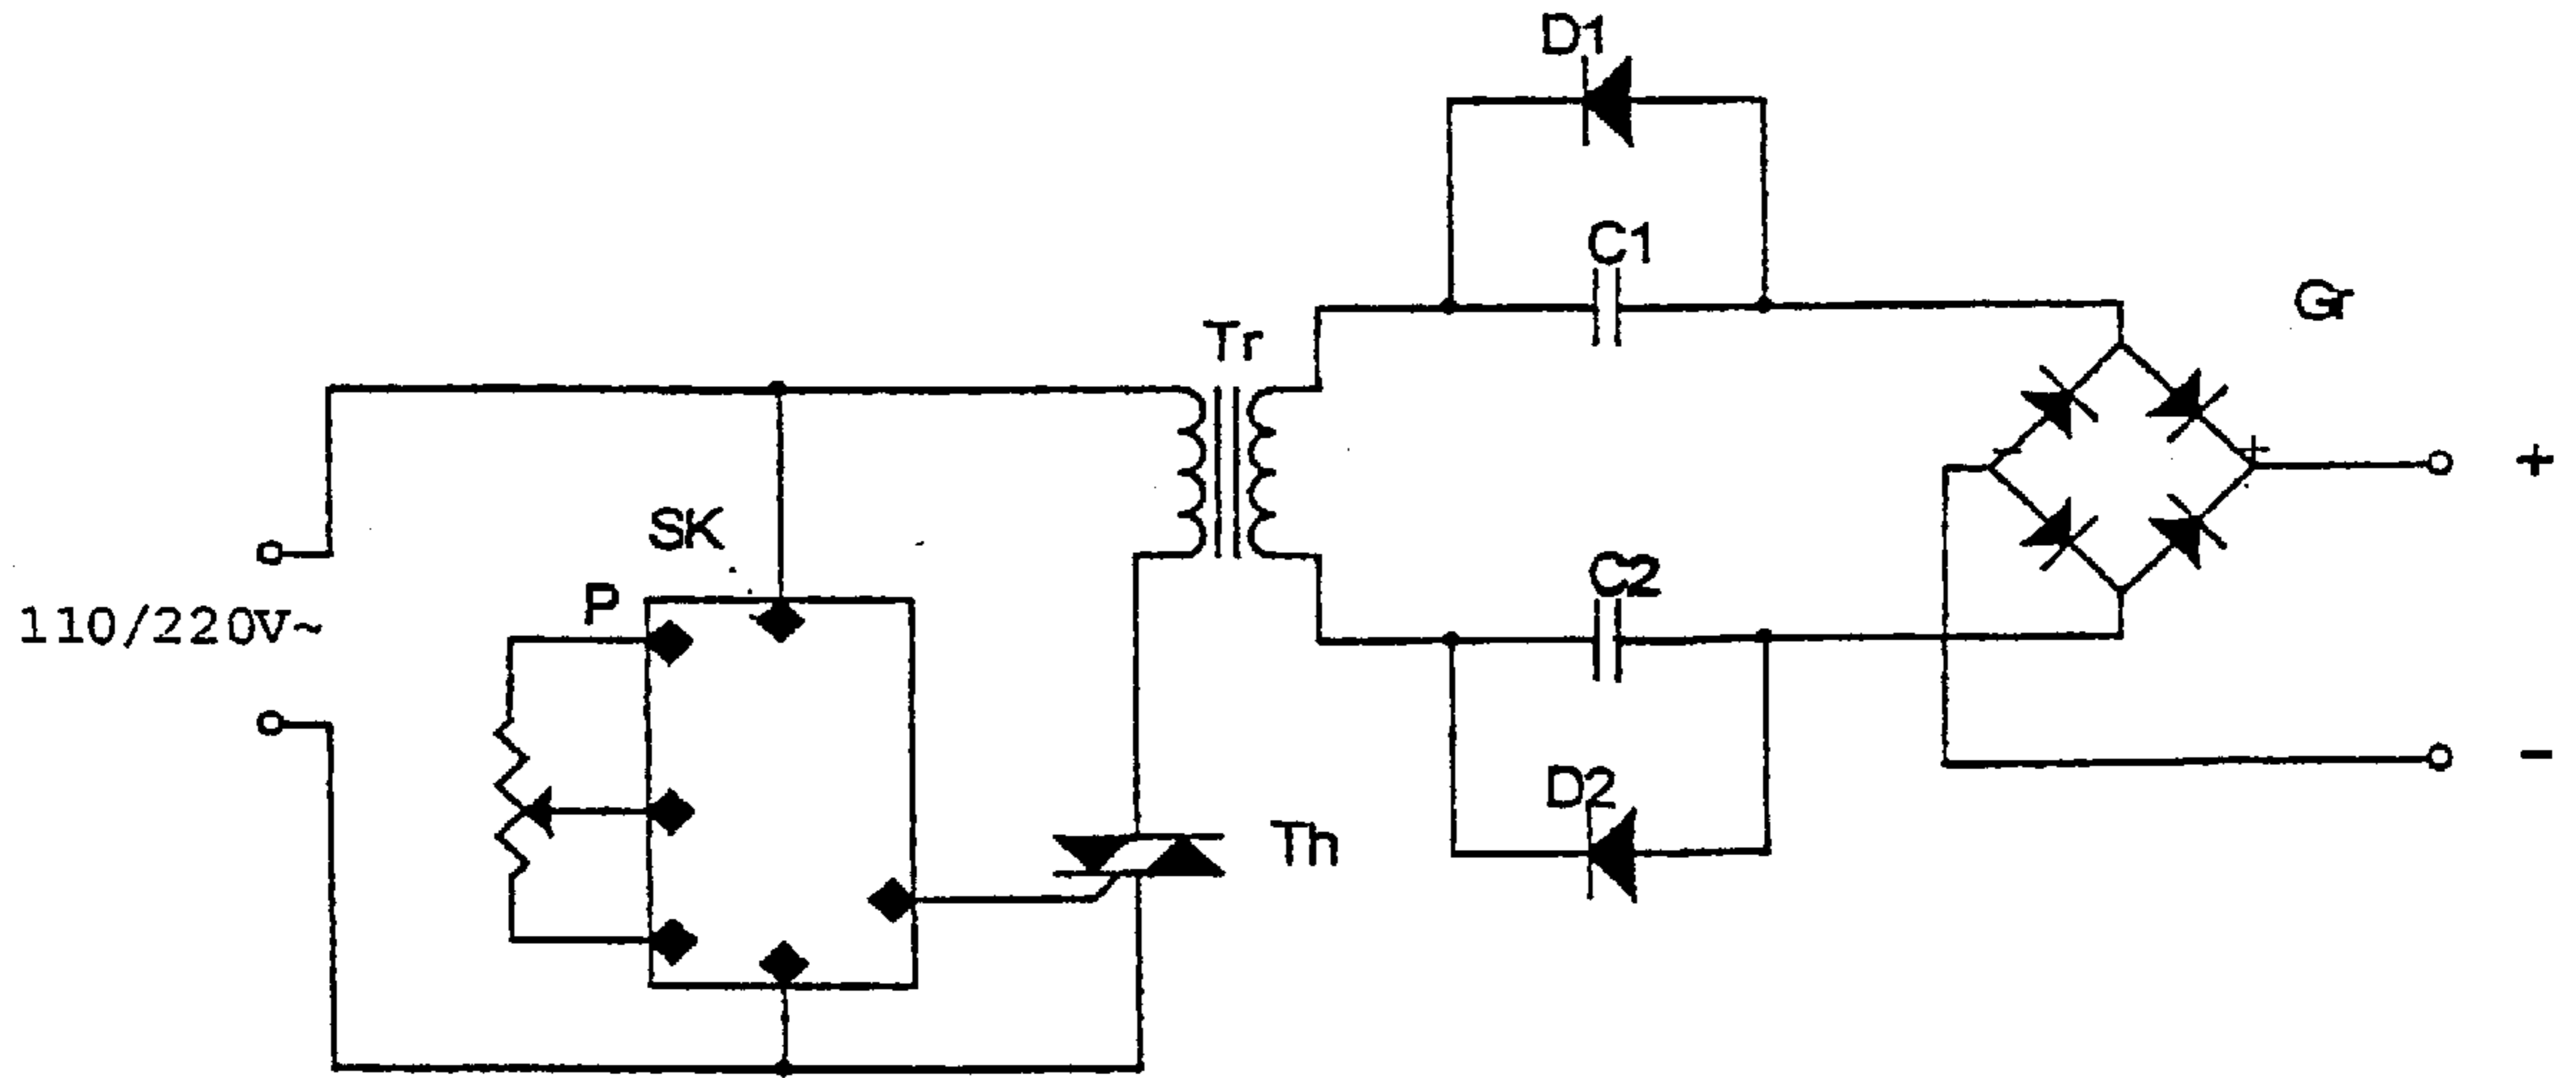 D1
C1
Gr
Tr
- +
+
SK
P
C2
110/220V~
D2
-
Th